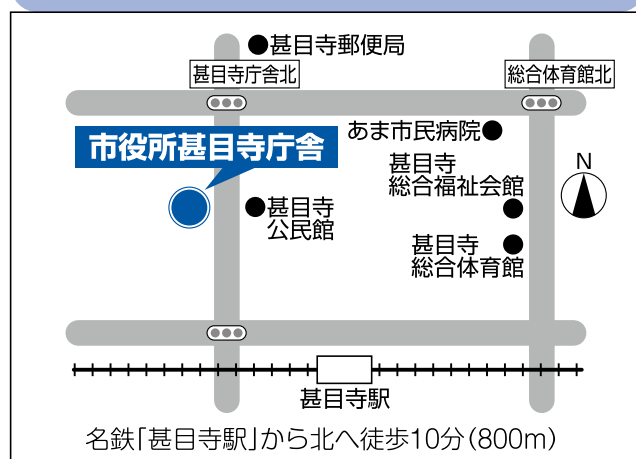 甚目寺郵便局
甚目寺庁舎北
総合体育館北
あま市民病院
市役所甚目寺庁舎
甚目寺
総合福祉会館
N
甚目寺
公民館
甚目寺
総合体育館
甚目寺駅
名鉄「甚目寺駅」から北へ徒歩10分(800m)